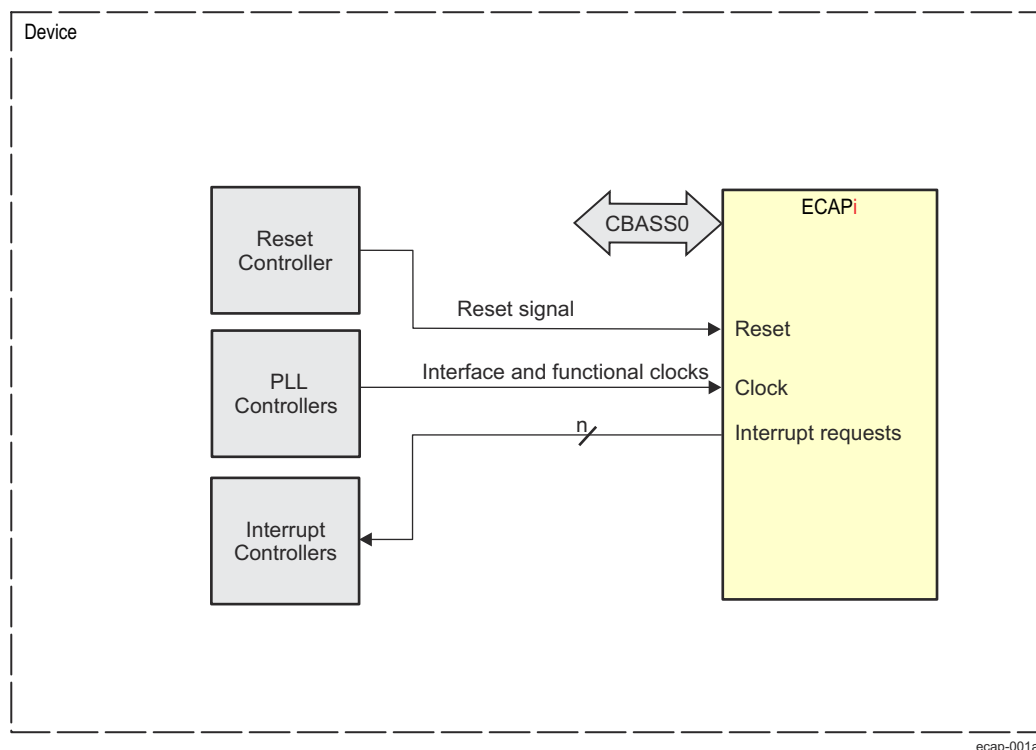 Device
CBASS0
ECAPi
Reset
Controller
Reset signal
Reset
PLL
Controllers
Interface and functional clocks
Clock
n
Interrupt requests
Interrupt
Controllers
ecap-001a